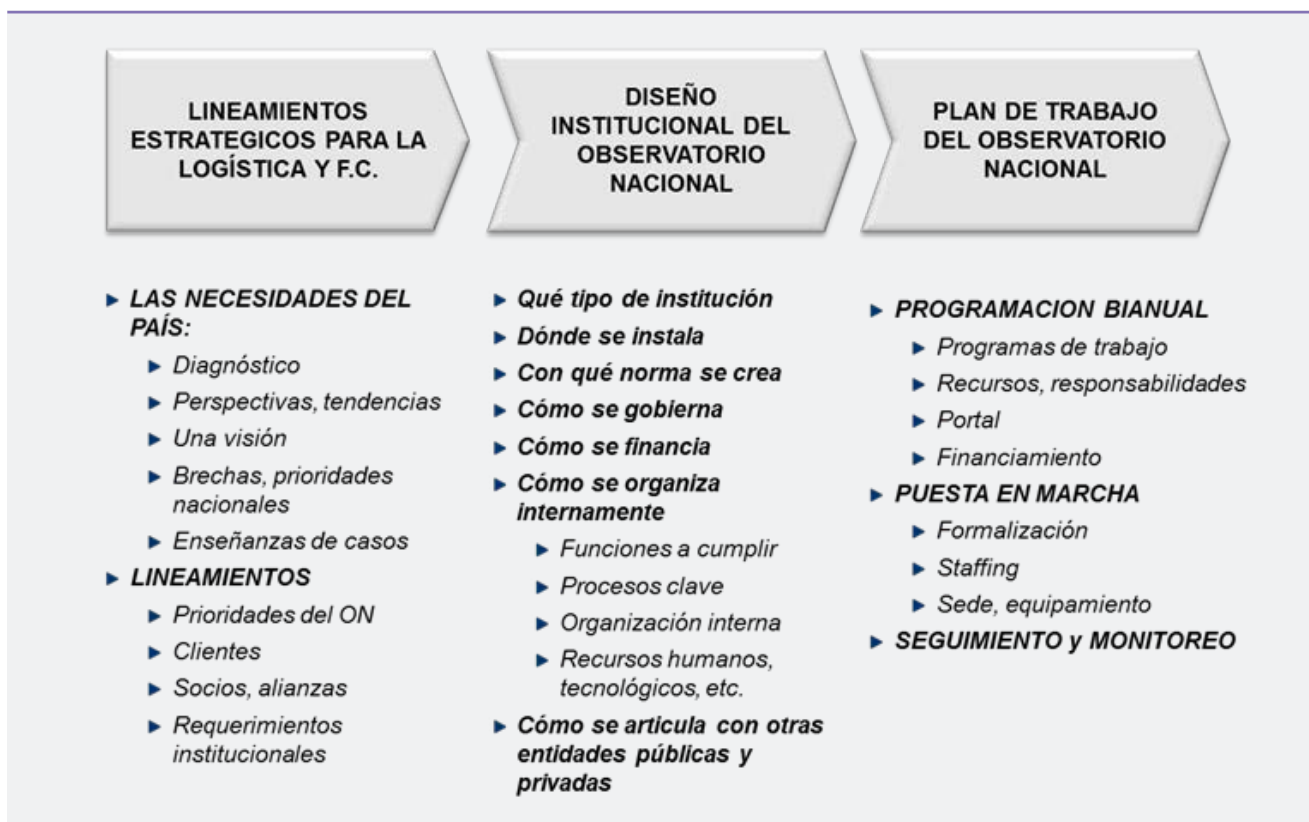 LINEAMIENTOS
ESTRATEGICOS PARA LA
LOGÍSTICA Y F.C.
DISEÑO
INSTITUCIONAL DEL
OBSERVATORIO
NACIONAL
PLAN DE TRABAJO
DEL OBSERVATORIO
NACIONAL
LAS NECESIDADES DEL
PAÍS:
Diagnóstico
Perspectivas, tendencias
Una visión
Brechas, prioridades
nacionales
Enseñanzas de casos
LINEAMIENTOS
Prioridades del ON
Clientes
Socios, alianzas
Requerimientos
institucionales
Qué tipo de institución
Dónde se instala
Con qué norma se crea
Cómo se gobierna
Cómo se financia
Cómo se organiza
internamente
Funciones a cumplir
Procesos clave
Organización interna
Recursos humanos,
tecnológicos, etc.
Cómo se articula con otras
entidades públicas y
privadas
PROGRAMACION BIANUAL
Programas de trabajo
Recursos, responsabilidades
Portal
Financiamiento
PUESTA EN MARCHA
Formalización
Staffing
Sede, equipamiento
SEGUIMIENTO y MONITOREO